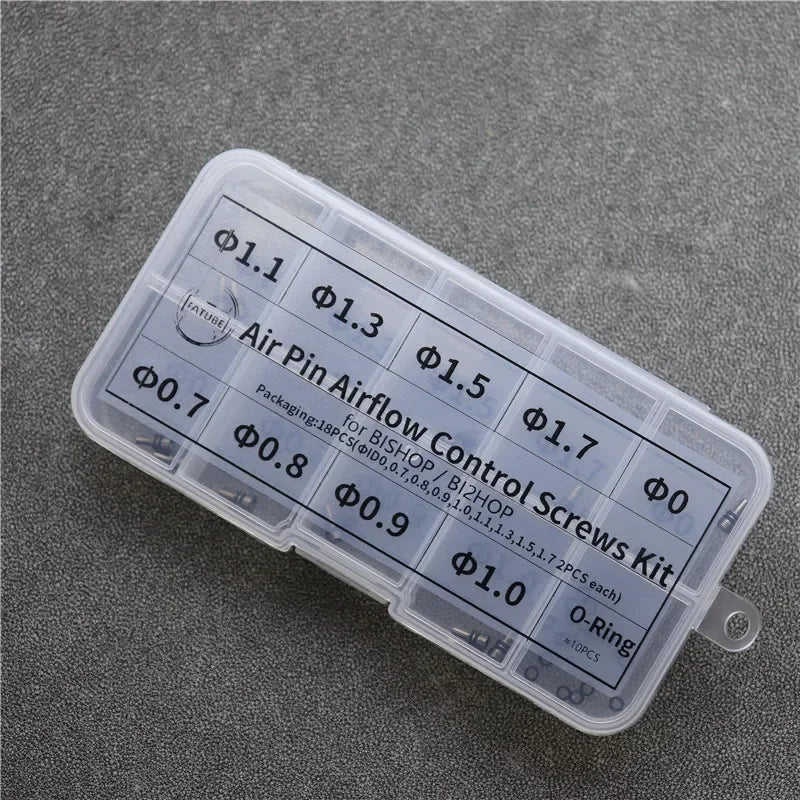 Φ1.1
Φ1.3
Φ1.5
Φ1.7
Φ0
FATUBE
Air Pin Airflow Control Screws Kit
for BISHOP / BI2HOP
Packaging:18PCS(ΦID0,0.7,0.8,0.9,1.0,1.1,1.3,1.5,1.7 2PCS each)
Φ0.7
Φ0.8
Φ0.9
Φ1.0
O-Ring
≈10PCS